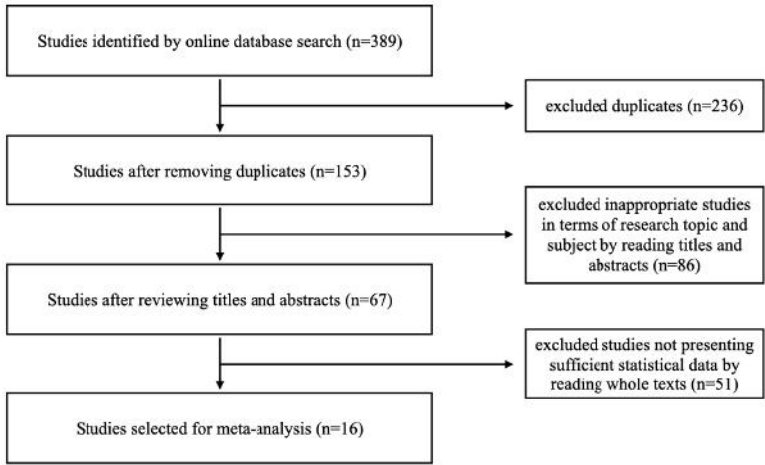 Studies identified by online database search (n=389)
excluded duplicates (n=236)
Studies after removing duplicates (n=153)
excluded inappropriate studies
in terms of research topic and
subject by reading titles and
abstracts (n=86)
Studies after reviewing titles and abstracts (n=67)
excluded studies not presenting
sufficient statistical data by
reading whole texts (n=51)
Studies selected for meta-analysis (n=16)